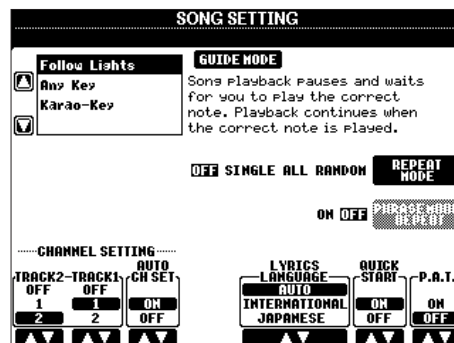 SONG SETTING
Follow Lights
Any Key
Karao-Key
GUIDE MODE
Song Playback pauses and waits
for you to play the correct
note. Playback continues when
the correct note is played.
OFF SINGLE ALL RANDOM
REPEAT
MODE
ON OFF
PHRASE MODE
REPEAT
CHANNEL SETTING
TRACK2 TRACK1 AUTO CH SET
OFF OFF
1 1 ON
2 2 OFF
LYRICS LANGUAGE QUICK START P.A.T.
AUTO
INTERNATIONAL ON ON
JAPANESE OFF OFF